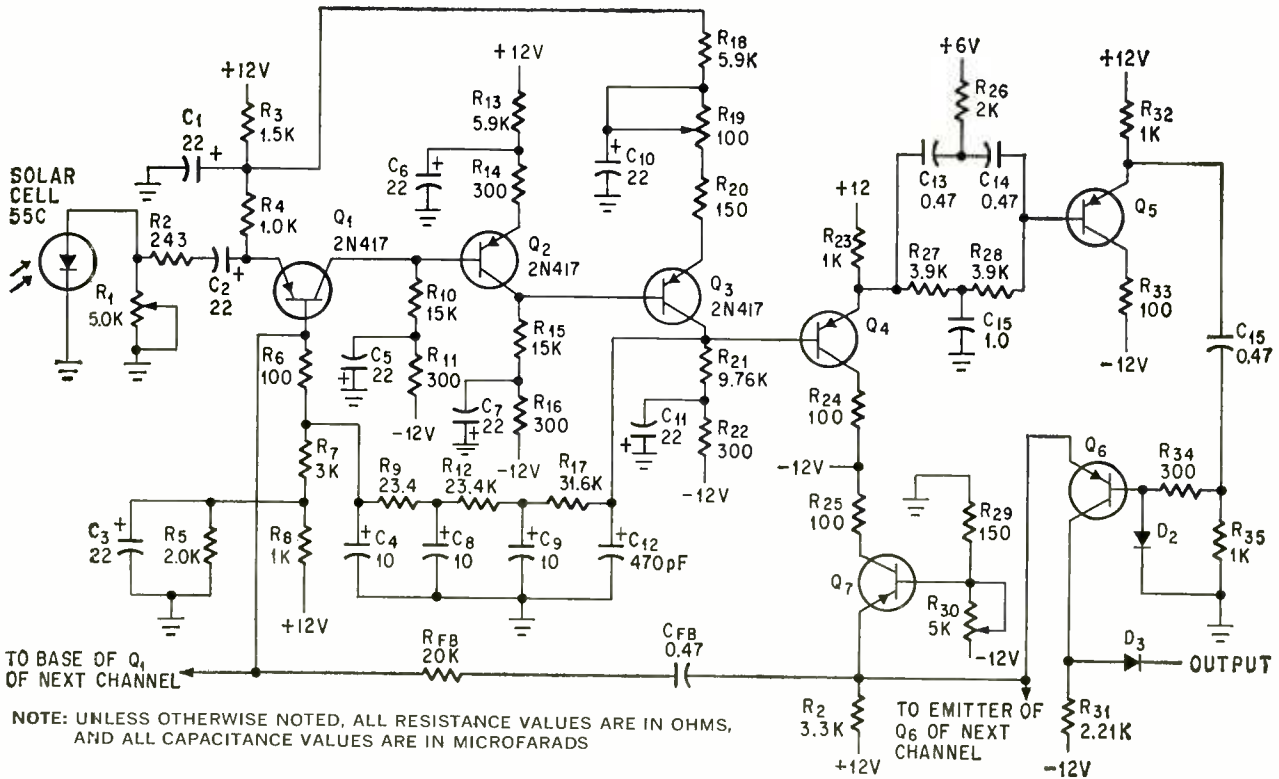 SOLAR
CELL
55C
R1
5.0K
R2
243
C2
22
C1
22
+
+
+12V
R3
1.5K
R4
1.0K
Q1
2N417
R6
100
R7
3K
R8
1K
+12V
C3
22
+
R5
2.0K
R9
23.4
R12
23.4K
R17
31.6K
+
C4
10
+
C8
10
+
C9
10
+
C12
470pF
R10
15K
R11
300
-12V
C5
22
+
+12V
R13
5.9K
R14
300
C6
22
+
Q2
2N417
R15
15K
R16
300
-12V
C7
22
+
R18
5.9K
R19
100
R20
150
C10
22
+
Q3
2N417
R21
9.76K
R22
300
-12V
C11
22
+
+12
R23
1K
Q4
R24
100
-12V
R25
100
Q7
R29
150
R30
5K
-12V
+6V
R26
2K
C13
0.47
C14
0.47
R27
3.9K
R28
3.9K
C15
1.0
+12V
R32
1K
Q5
R33
100
-12V
C15
0.47
Q6
R34
300
D2
R35
1K
D3
OUTPUT
R31
2.21K
-12V
RFB
20K
CFB
0.47
R2
3.3K
+12V
TO BASE OF Q1
OF NEXT CHANNEL
TO EMITTER OF
Q6 OF NEXT
CHANNEL
NOTE: UNLESS OTHERWISE NOTED, ALL RESISTANCE VALUES ARE IN OHMS,
AND ALL CAPACITANCE VALUES ARE IN MICROFARADS